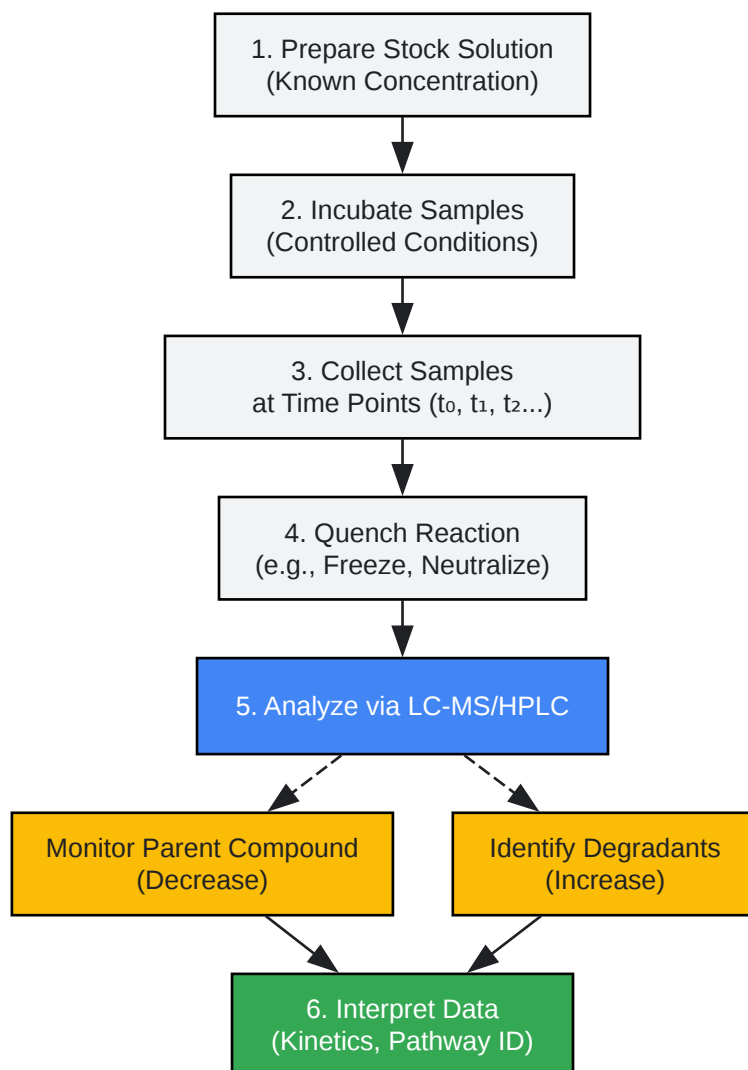 1. Prepare Stock Solution
(Known Concentration)
2. Incubate Samples
(Controlled Conditions)
3. Collect Samples
at Time Points (t₀, t₁, t₂...)
4. Quench Reaction
(e.g., Freeze, Neutralize)
5. Analyze via LC-MS/HPLC
Monitor Parent Compound
(Decrease)
Identify Degradants
(Increase)
6. Interpret Data
(Kinetics, Pathway ID)